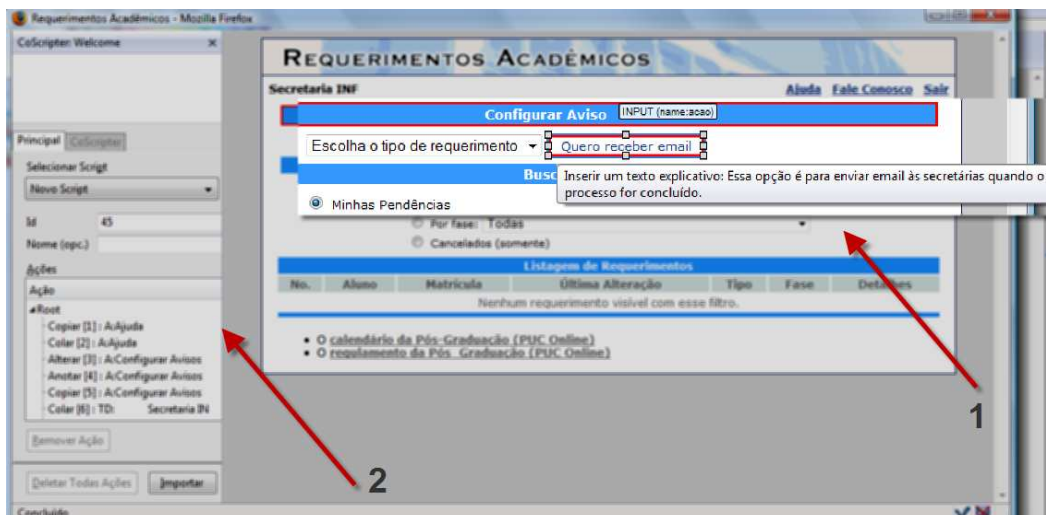 Requerimentos Acadêmicos - Mozilla Firefox
CoScripter: Welcome x
REQUERIMENTOS ACADÊMICOS
Secretaria INF Ajuda Fale Conosco Sair
Configurar Aviso INPUT (name:acao)
Principal CoScripter
Escolha o tipo de requerimento Quero receber email
Selecionar Script
Novo Script
Busc
Inserir um texto explicativo: Essa opção é para enviar email às secretárias quando o
processo for concluído.
Minhas Pendências
Id 45
Por fase: Todas
Nome (opc.)
Cancelados (somente)
Ações
Listagem de Requerimentos
Ação
No. Aluno Matrícula Última Alteração Tipo Fase Detalhes
Root
Nenhum requerimento visível com esse filtro.
Copiar [1] : A:Ajuda
Colar [2] : A:Ajuda
O calendário da Pós-Graduação (PUC Online)
O regulamento da Pós Graduação (PUC Online)
Alterar [3] : A:Configurar Avisos
Anotar [4] : A:Configurar Avisos
Copiar [5] : A:Configurar Avisos
Colar [6] : TD: Secretaria IN
1
Remover Ação
2
Deletar Todas Ações Importar
Concluído